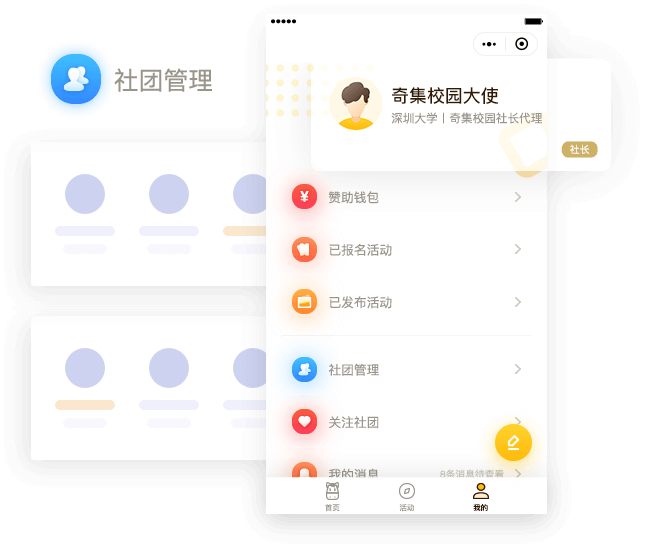 社团管理
奇集校园大使
深圳大学｜奇集校园社长代理
社长
赞助钱包
已报名活动
已发布活动
社团管理
关注社团
我的消息
8条消息待查看
首页
活动
我的